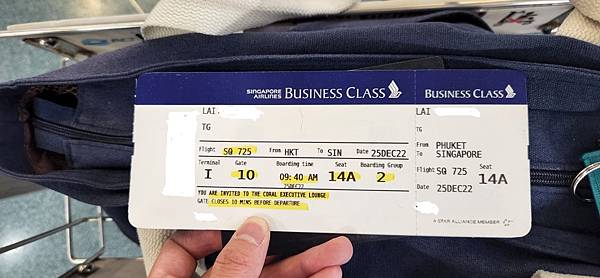 SINGAPORE AIRLINES BUSINESS CLASS
LAI
TG
Flight SQ 725 From HKT To SIN Date 25DEC22
Terminal Gate Boarding time Seat Boarding Group
I 10 09:40 AM 14A 2
25DEC22
YOU ARE INVITED TO THE CORAL EXECUTIVE LOUNGE
GATE CLOSES 10 MINS BEFORE DEPARTURE
BUSINESS CLASS
LAI
TG
From PHUKET
To SINGAPORE
Flight SQ 725 Seat
Date 25DEC22 14A
A STAR ALLIANCE MEMBER